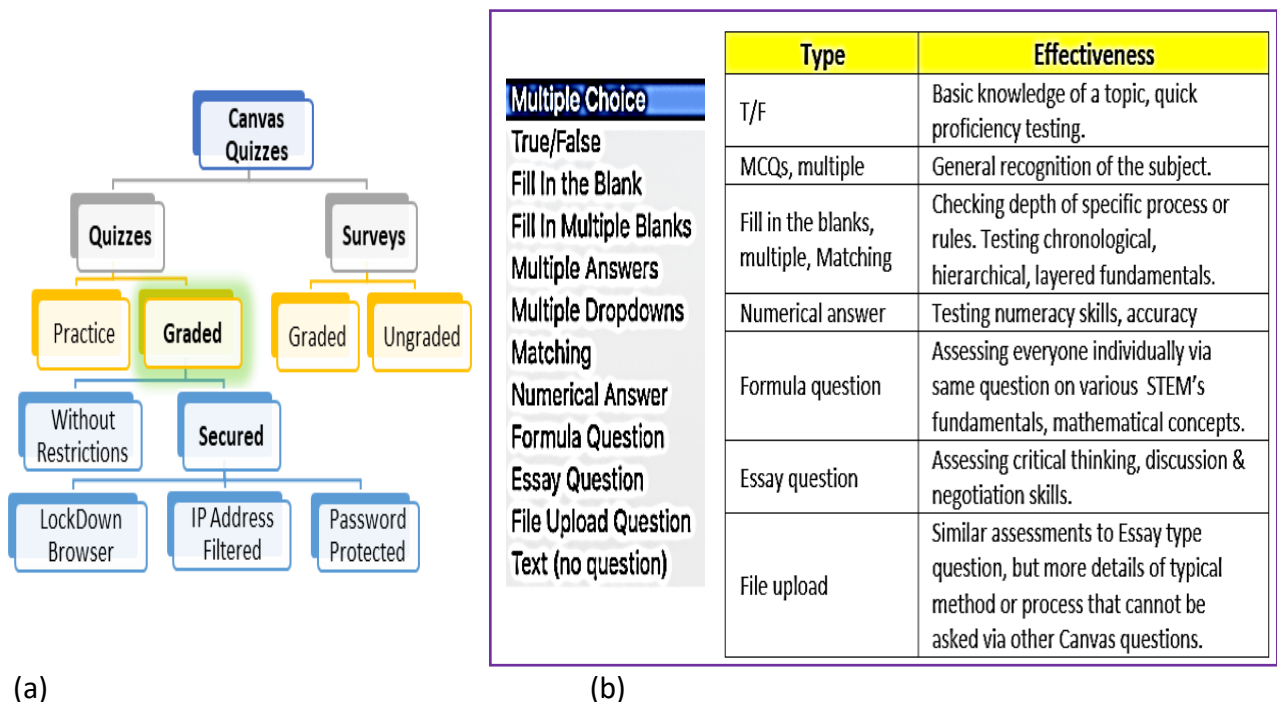 Canvas
Quizzes
Quizzes
Surveys
Practice
Graded
Graded
Ungraded
Without
Restrictions
Secured
LockDown
Browser
IP Address
Filtered
Password
Protected
(a)
Multiple Choice
True/False
Fill In the Blank
Fill In Multiple Blanks
Multiple Answers
Multiple Dropdowns
Matching
Numerical Answer
Formula Question
Essay Question
File Upload Question
Text (no question)
Type
Effectiveness
T/F
Basic knowledge of a topic, quick
proficiency testing.
MCQs, multiple
General recognition of the subject.
Fill in the blanks,
multiple, Matching
Checking depth of specific process or
rules. Testing chronological,
hierarchical, layered fundamentals.
Numerical answer
Testing numeracy skills, accuracy
Formula question
Assessing everyone individually via
same question on various STEM's
fundamentals, mathematical concepts.
Essay question
Assessing critical thinking, discussion &
negotiation skills.
File upload
Similar assessments to Essay type
question, but more details of typical
method or process that cannot be
asked via other Canvas questions.
(b)